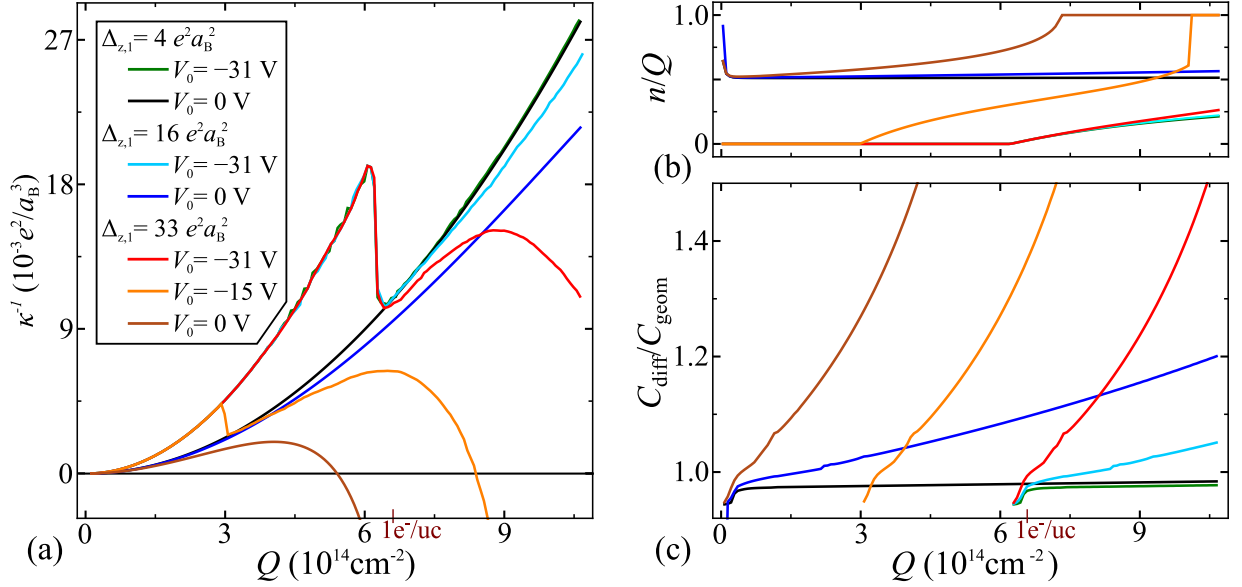 Δz,1= 4 e²aB²
V0= −31 V
V0= 0 V
Δz,1= 16 e²aB²
V0= −31 V
V0= 0 V
Δz,1= 33 e²aB²
V0= −31 V
V0= −15 V
V0= 0 V
κ⁻¹ (10⁻³e²/aB³)
27
18
9
0
0
3
6
9
1e⁻/uc
(a)
Q (10¹⁴cm⁻²)
n/Q
1
0
(b)
Cdiff/Cgeom
1.4
1.2
1.0
0
3
6
9
1e⁻/uc
(c)
Q (10¹⁴cm⁻²)